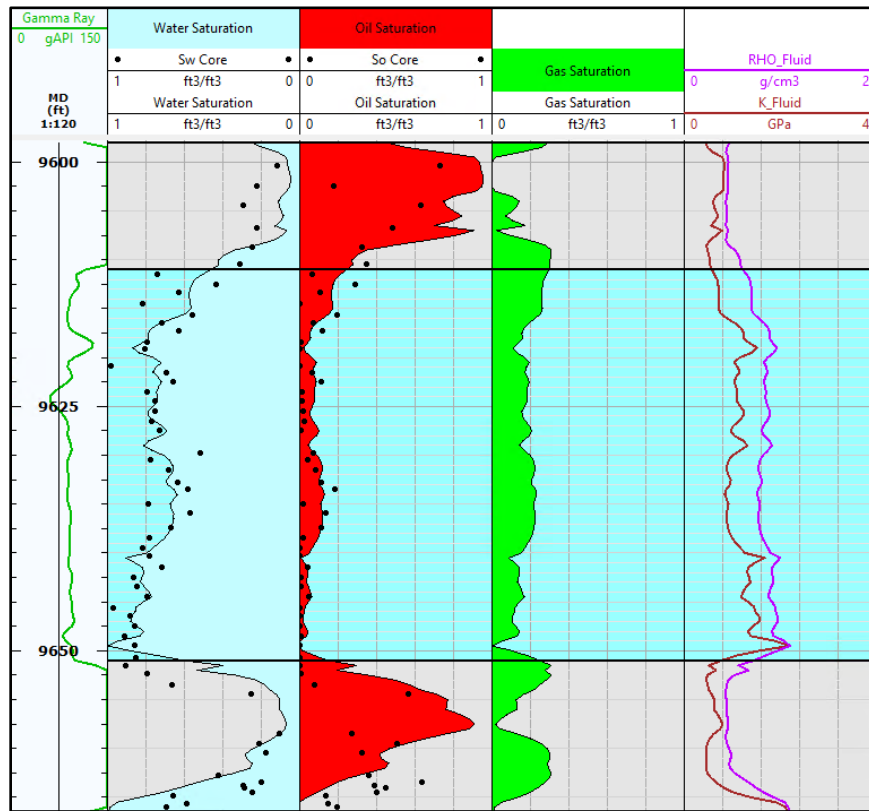 Gamma Ray
0 gAPI 150
MD
(ft)
1:120
Water Saturation
Sw Core
1 ft3/ft3 0
Water Saturation
1 ft3/ft3 0
Oil Saturation
So Core
0 ft3/ft3 1
Oil Saturation
0 ft3/ft3 1
Gas Saturation
Gas Saturation
0 ft3/ft3 1
RHO_Fluid
0 g/cm3 2
K_Fluid
0 GPa 4
9600
9625
9650